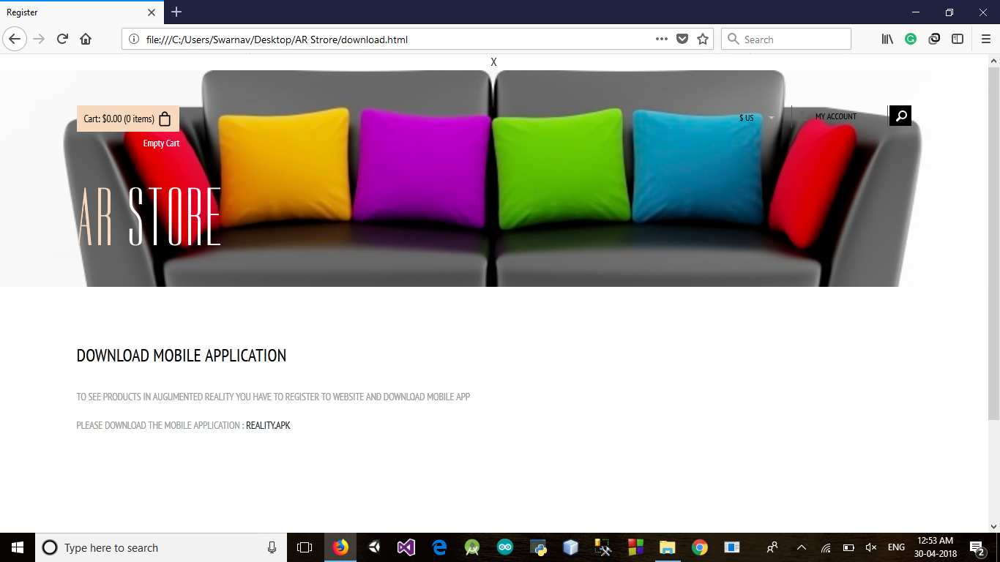 Register
file:///C:/Users/Swarnav/Desktop/AR Strore/download.html
Search
X
Cart: $0.00 (0 items)
$ US
MY ACCOUNT
Empty Cart
AR STORE
DOWNLOAD MOBILE APPLICATION
TO SEE PRODUCTS IN AUGUMENTED REALITY YOU HAVE TO REGISTER TO WEBSITE AND DOWNLOAD MOBILE APP
PLEASE DOWNLOAD THE MOBILE APPLICATION : REALITY.APK
Type here to search
ENG
12:53 AM
30-04-2018
2